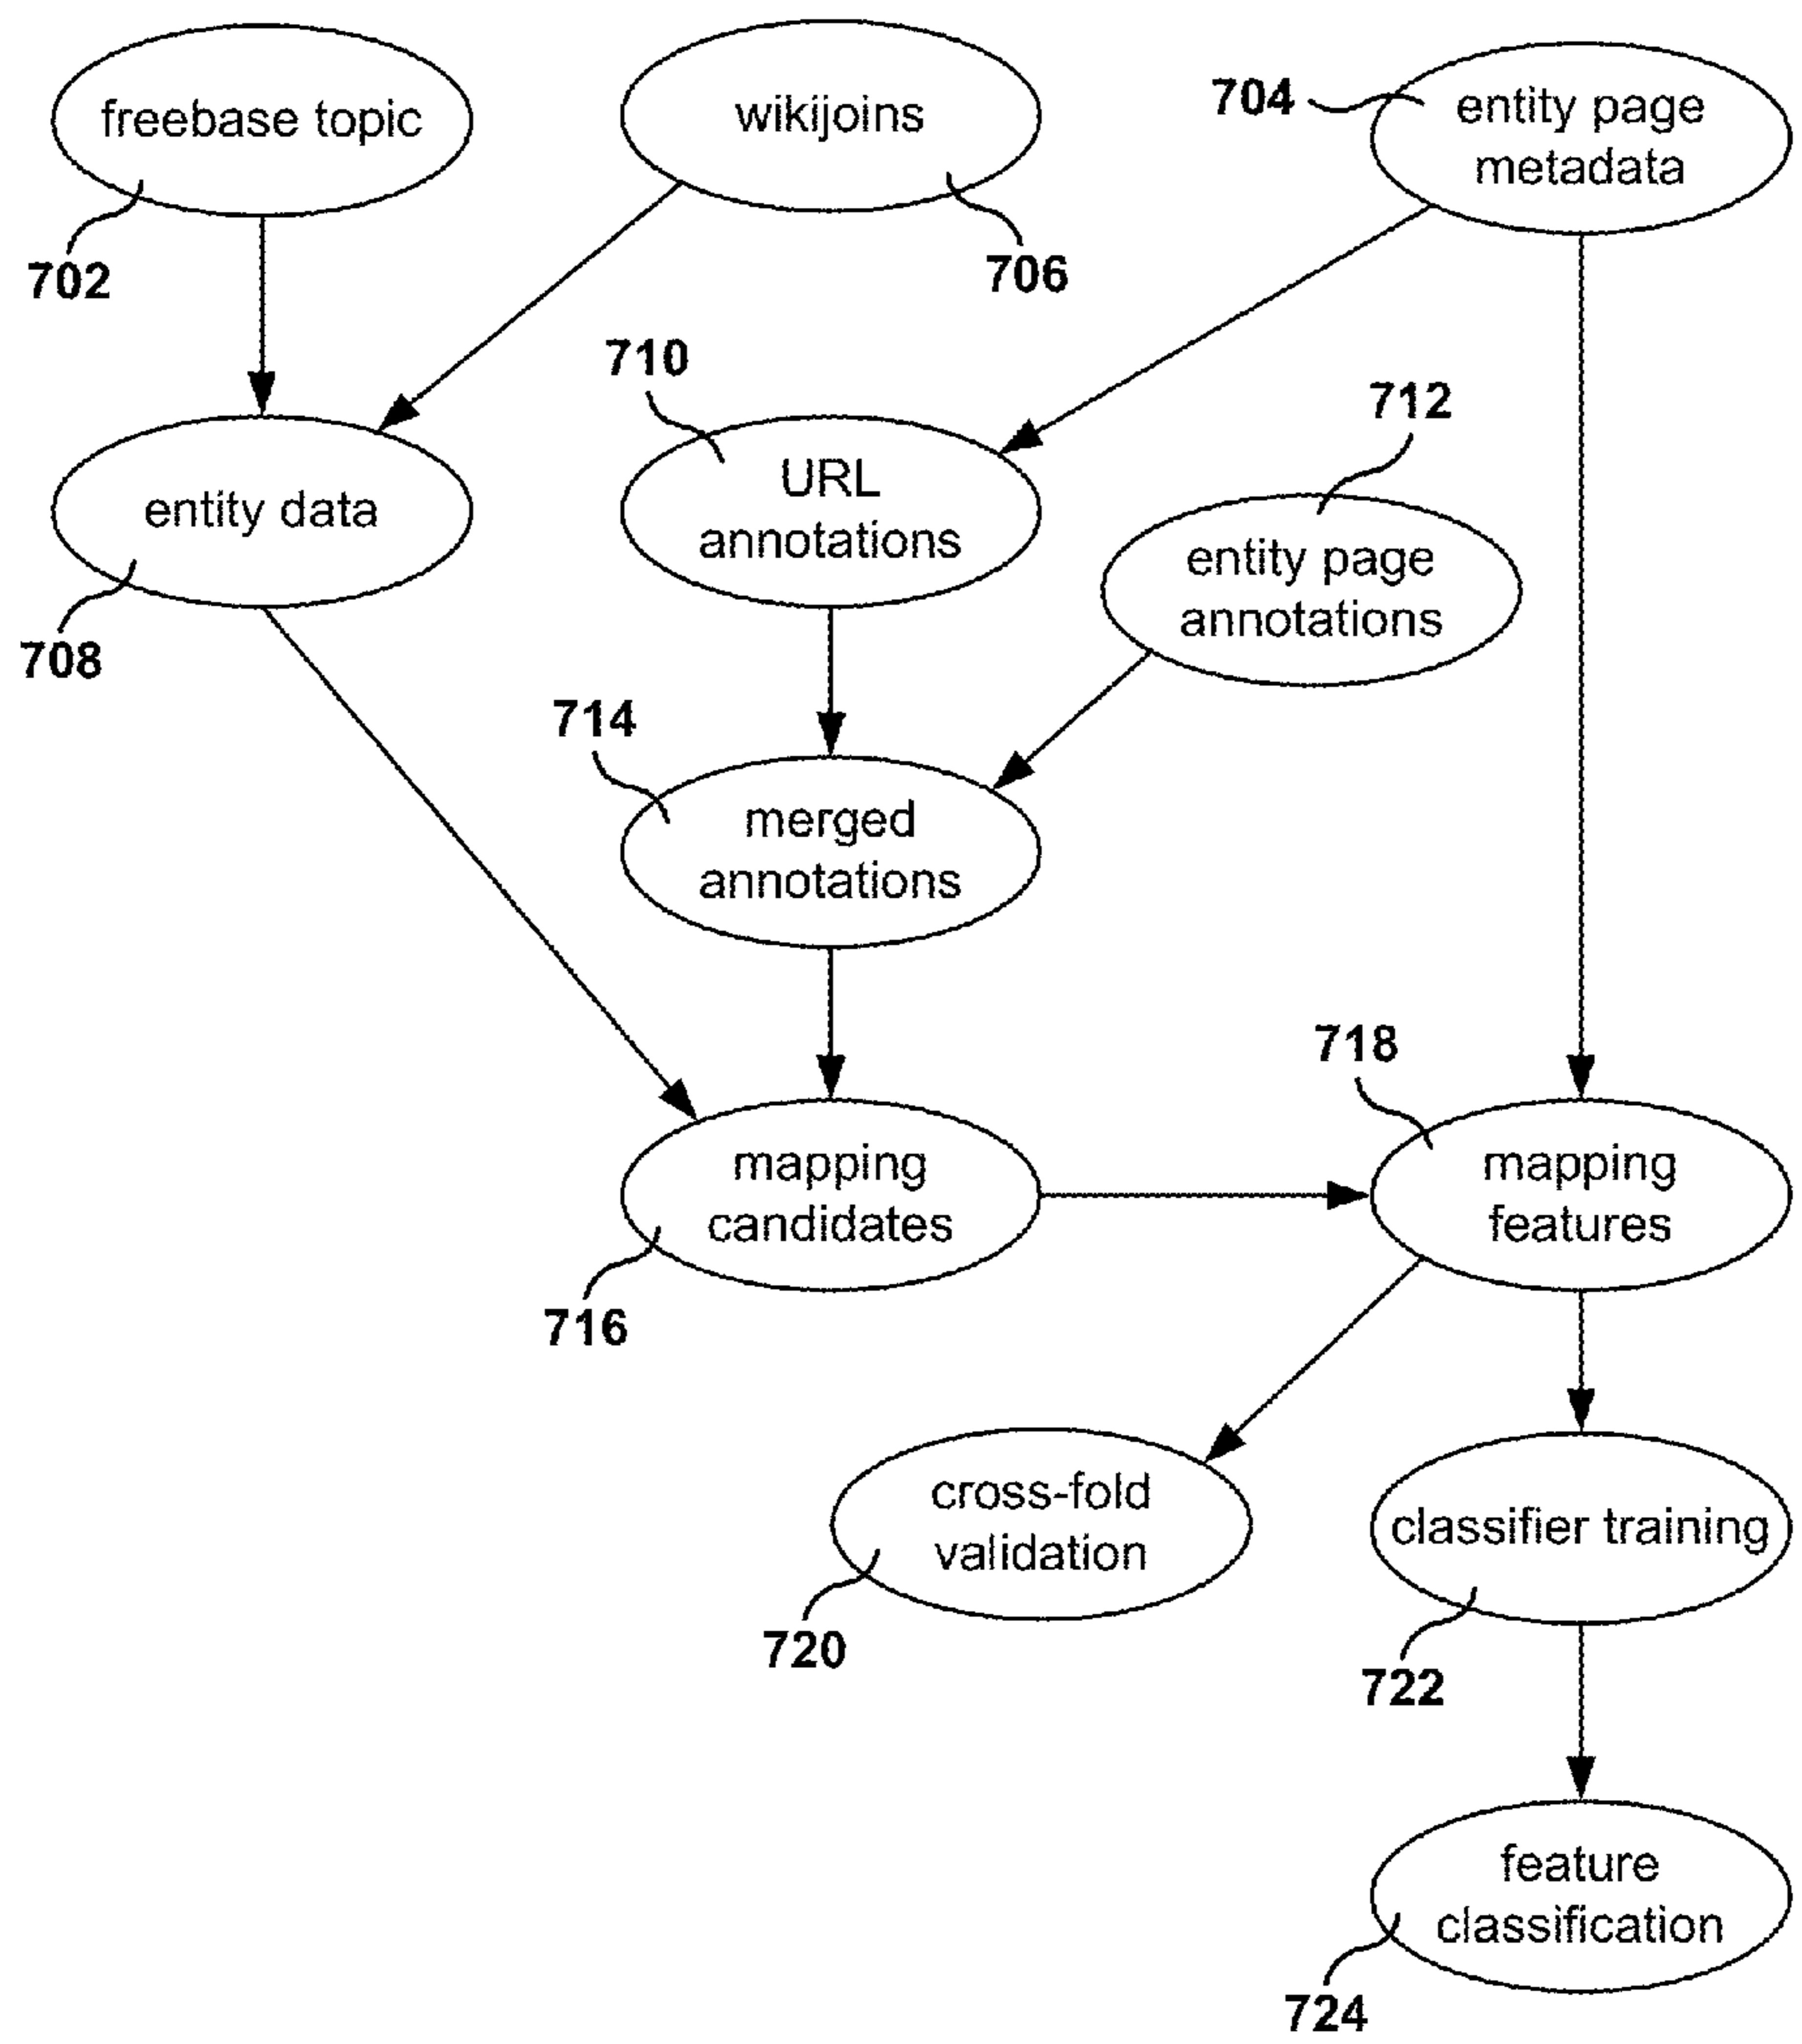 freebase topic
702
wikijoins
706
704
entity page
metadata
710
URL
annotations
712
entity page
annotations
entity data
708
714
merged
annotations
718
mapping
candidates
716
mapping
features
cross-fold
validation
720
classifier training
722
feature
classification
724